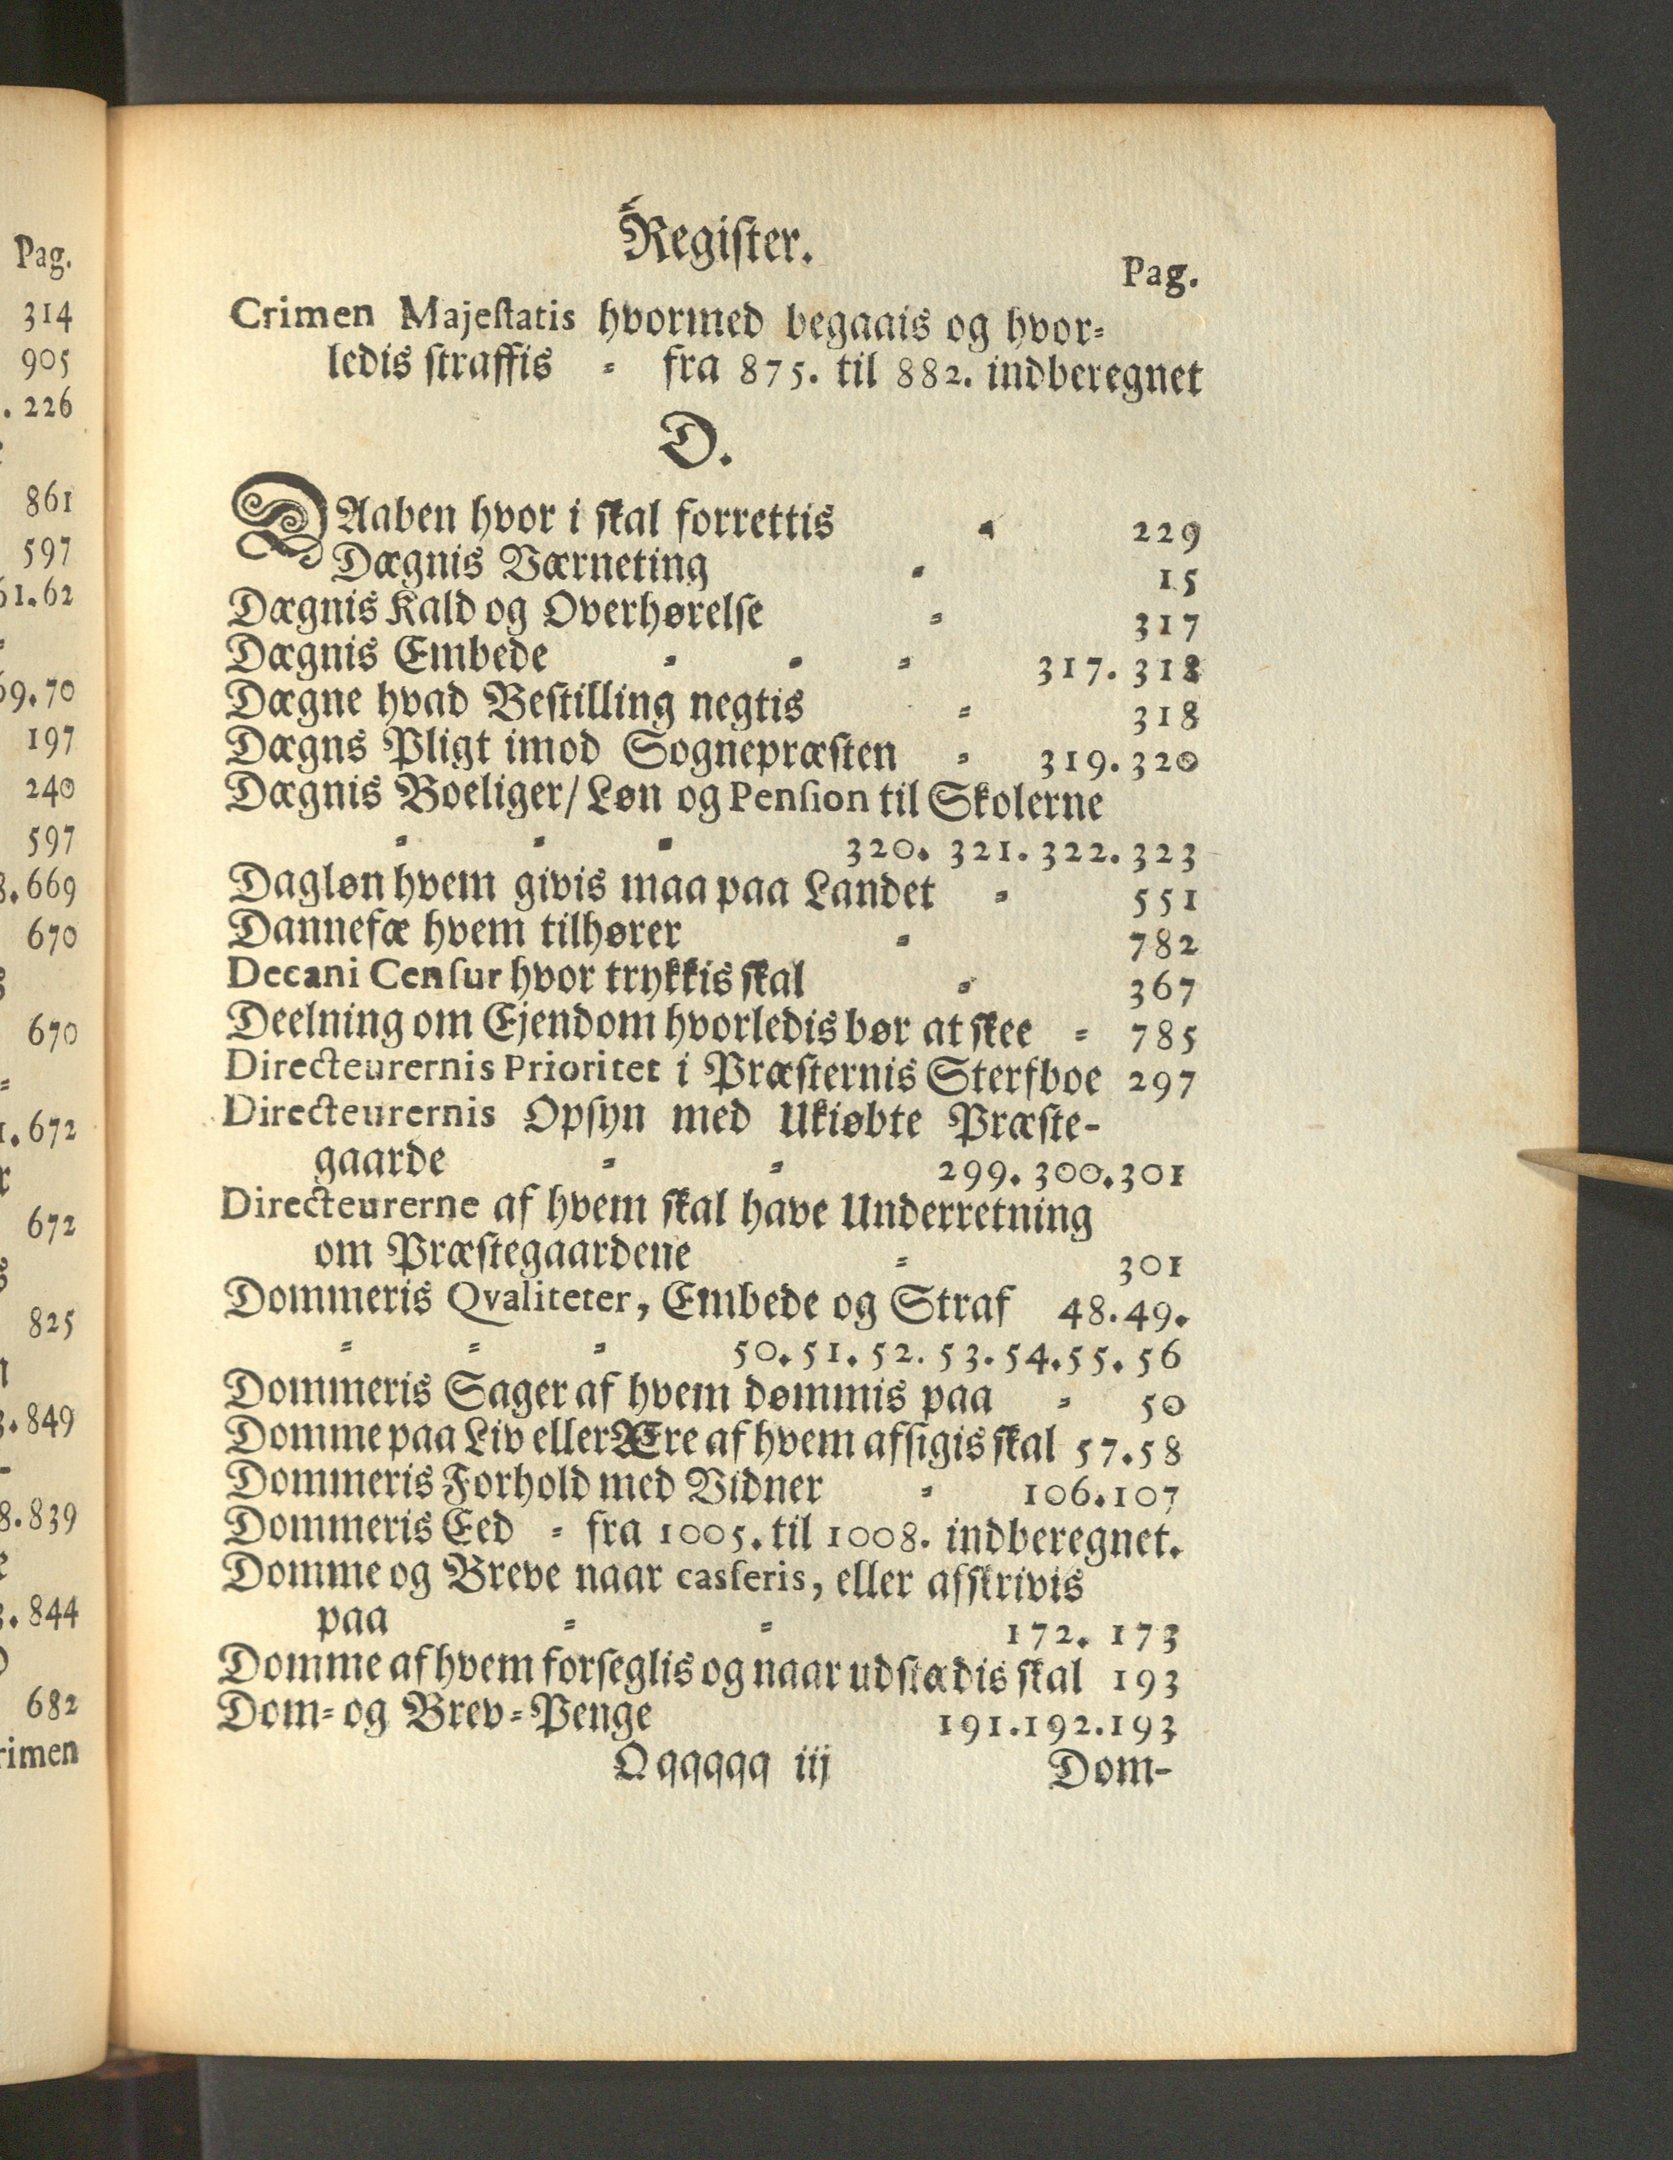 Pag.
314
905
. 226
861
597
61.62
69.70
197
240
597
8.669
670
670
1.672
r
672
825
3.849
8.839
e
3.844
682
rimen
Register.
Pag.
Crimen Majestatis hvormed begaais og hvor-
ledis straffis - fra 875. til 882. indberegnet
D.
DAaben hvor i skal forrettis - 229
Dægnis Værneting - 15
Dægnis Kald og Overhørelse - 317
Dægnis Embede - - - 317. 318
Dægne hvad Bestilling negtis - 318
Dægns Pligt imod Sognepræsten - 319. 320
Dægnis Boeliger/ Løn og Pension til Skolerne
- - - 320. 321. 322. 323
Dagløn hvem givis maa paa Landet - 551
Dannefæ hvem tilhører - 782
Decani Censur hvor trykkis skal - 367
Deelning om Ejendom hvorledis bør at skee - 785
Directeurernis Prioritet i Præsternis Sterfboe 297
Directeurernis Opsyn med Ukiøbte Præste-
gaarde - - 299. 300. 301
Directeurerne af hvem skal have Underretning
om Præstegaardene - 301
Dommeris Qvaliteter, Embede og Straf 48. 49.
- - - 50. 51. 52. 53. 54. 55. 56
Dommeris Sager af hvem dømmis paa - 50
Domme paa Liv eller Ære af hvem afsigis skal 57. 58
Dommeris Forhold med Vidner - 106. 107
Dommeris Eed - fra 1005. til 1008. indberegnet.
Domme og Breve naar casseris, eller afskrivis
paa - - 172. 173
Domme af hvem forseglis og naar udstædis skal 193
Dom- og Brev-Penge 191. 192. 193
Qqqqqq iij Dom-